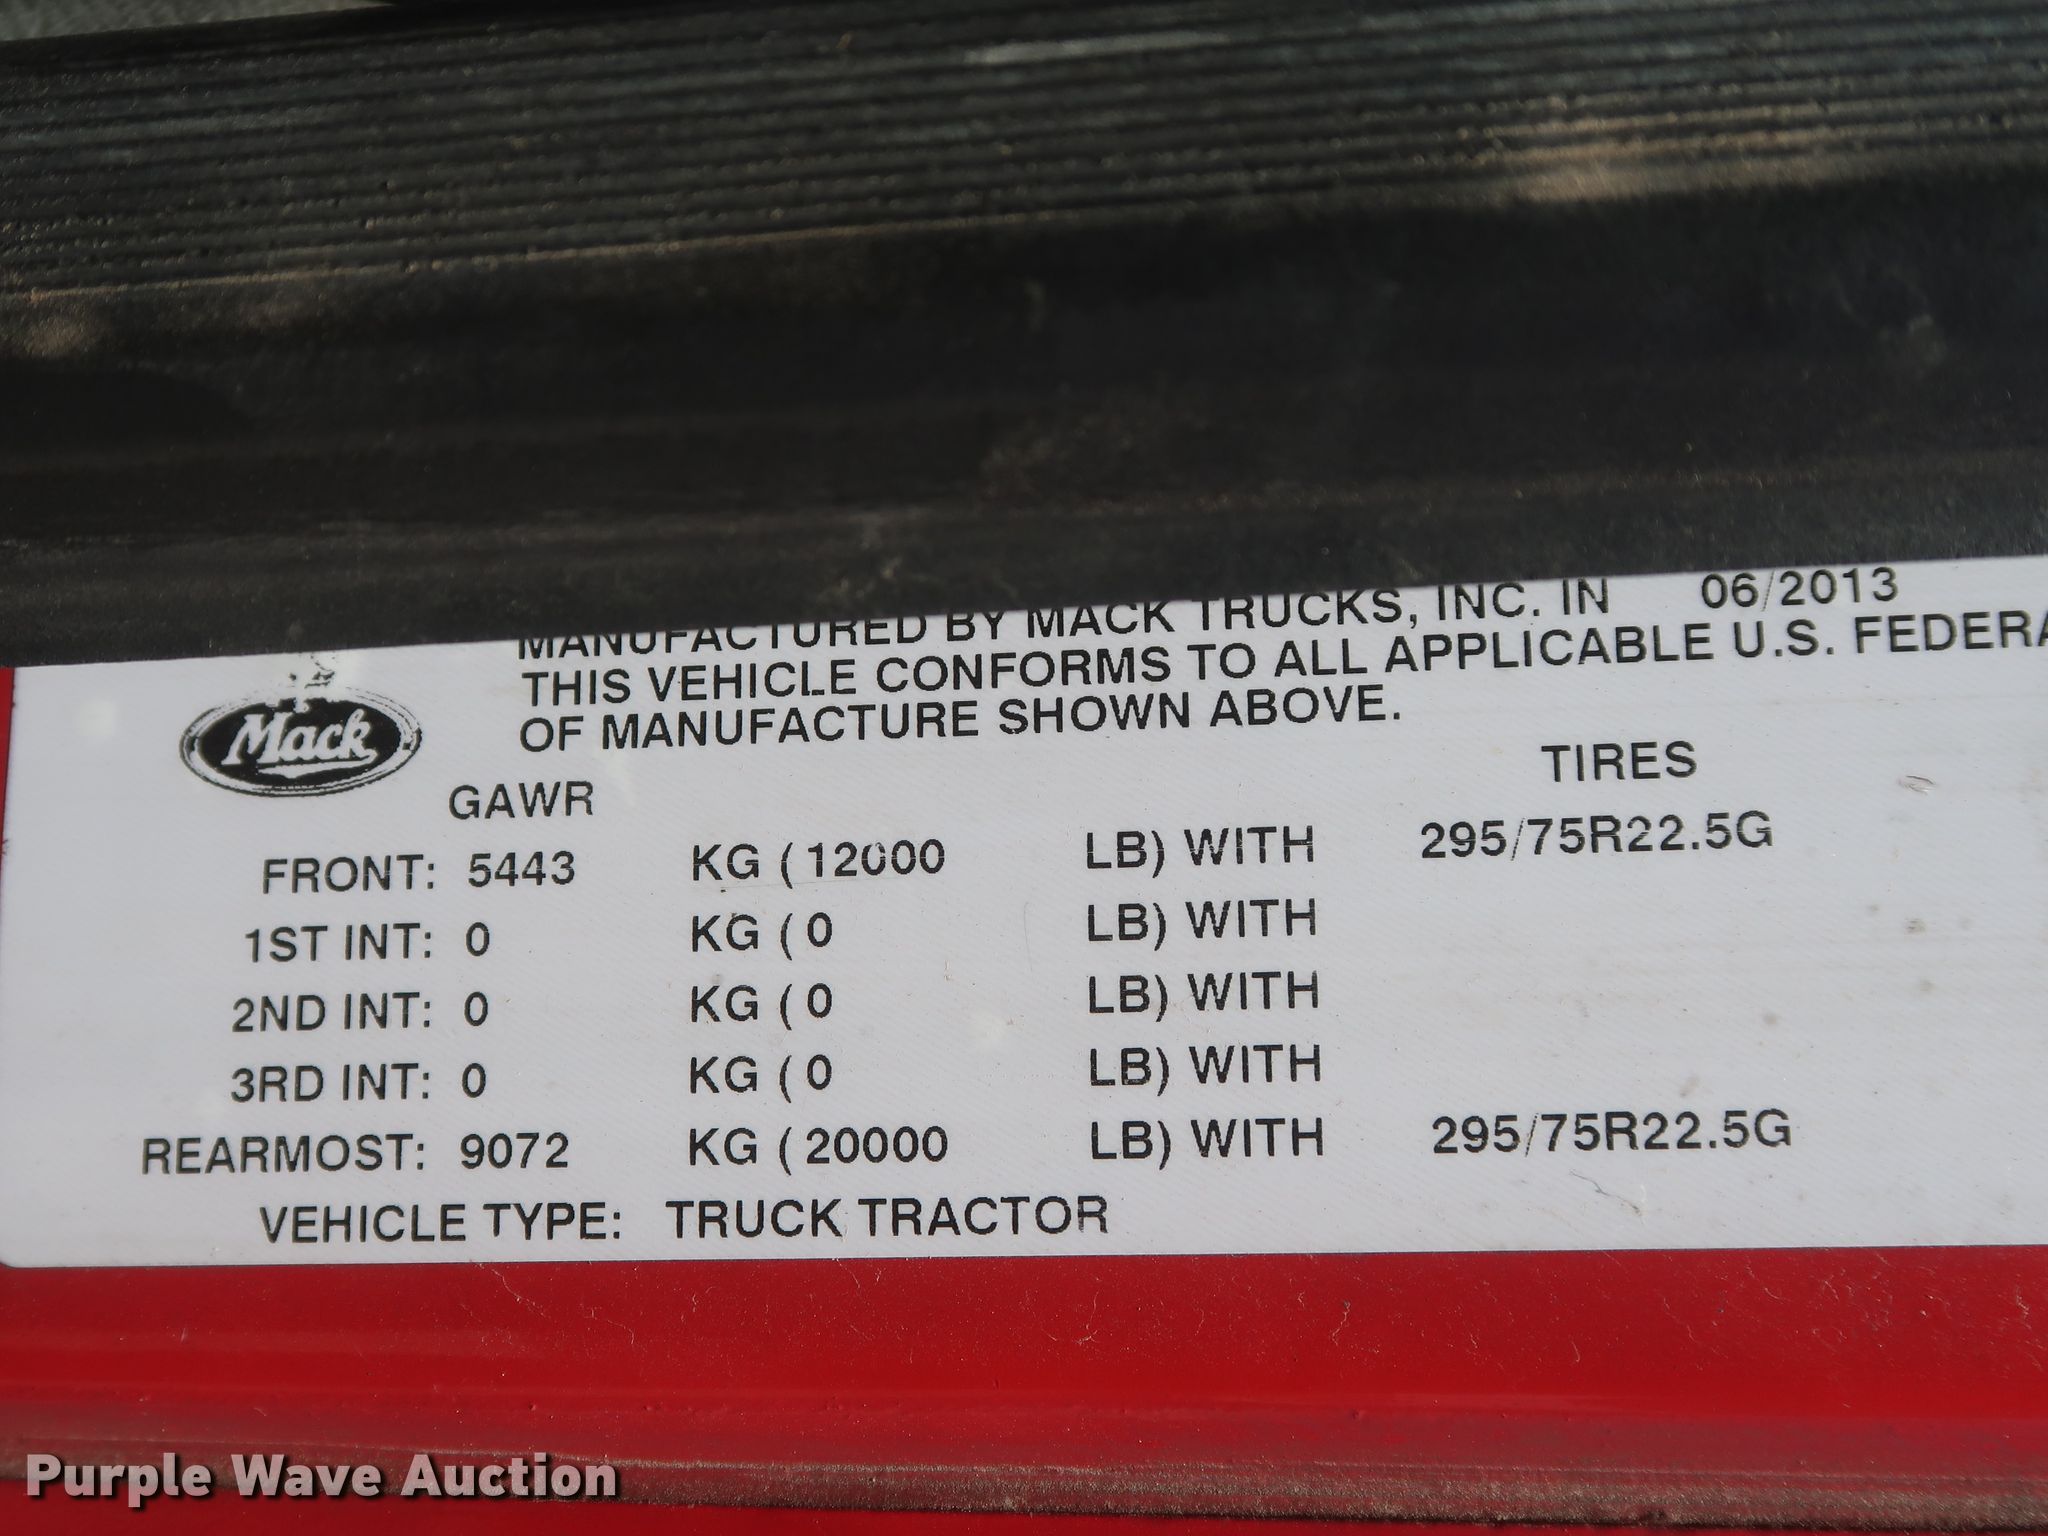 MANUFACTURED BY MACK TRUCKS, INC. IN 06/2013
THIS VEHICLE CONFORMS TO ALL APPLICABLE U.S. FEDERA
OF MANUFACTURE SHOWN ABOVE.
Mack
GAWR TIRES
FRONT: 5443 KG (12000 LB) WITH 295/75R22.5G
1ST INT: 0 KG (0 LB) WITH
2ND INT: 0 KG (0 LB) WITH
3RD INT: 0 KG (0 LB) WITH
REARMOST: 9072 KG (20000 LB) WITH 295/75R22.5G
VEHICLE TYPE: TRUCK TRACTOR
Purple Wave Auction